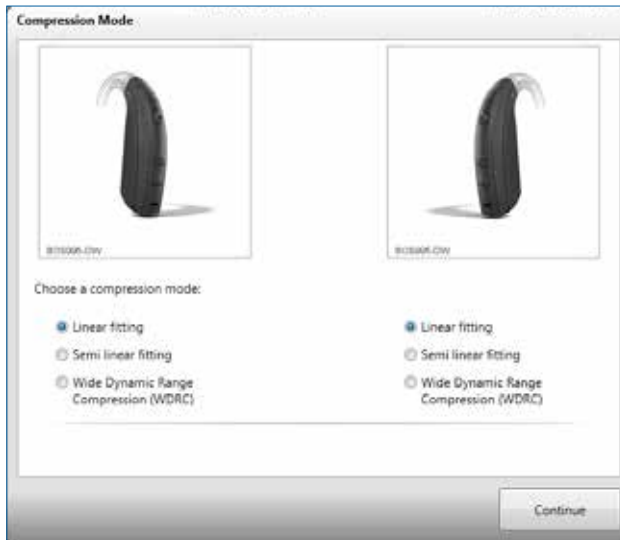 Compression Mode
Choose a compression mode:
Linear fitting
Semi linear fitting
Wide Dynamic Range
Compression (WDRC)
Linear fitting
Semi linear fitting
Wide Dynamic Range
Compression (WDRC)
Continue